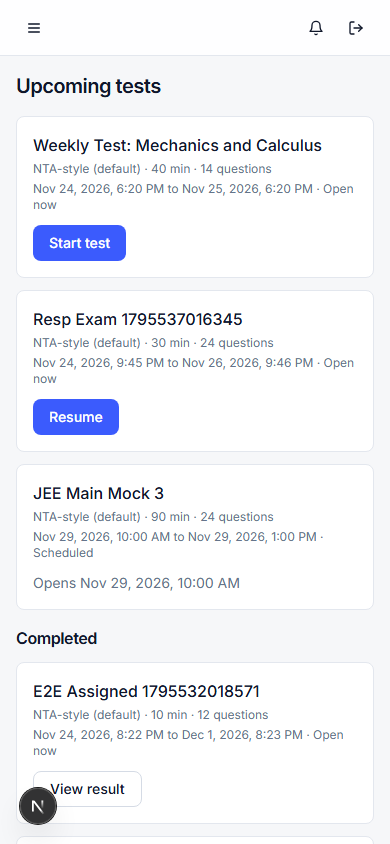 Upcoming tests
Weekly Test: Mechanics and Calculus
NTA-style (default) · 40 min · 14 questions
Nov 24, 2026, 6:20 PM to Nov 25, 2026, 6:20 PM · Open
now
Start test
Resp Exam 1795537016345
NTA-style (default) · 30 min · 24 questions
Nov 24, 2026, 9:45 PM to Nov 26, 2026, 9:46 PM · Open
now
Resume
JEE Main Mock 3
NTA-style (default) · 90 min · 24 questions
Nov 29, 2026, 10:00 AM to Nov 29, 2026, 1:00 PM ·
Scheduled
Opens Nov 29, 2026, 10:00 AM
Completed
E2E Assigned 1795532018571
NTA-style (default) · 10 min · 12 questions
Nov 24, 2026, 8:22 PM to Dec 1, 2026, 8:23 PM · Open
now
View result
N